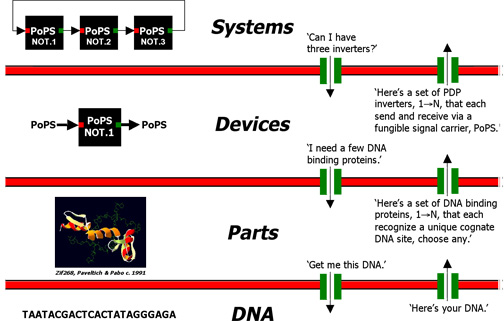 PoPS
NOT.1
PoPS
NOT.2
PoPS
NOT.3
Systems
'Can I have
three inverters?'
'Here's a set of PDP
inverters, 1→N, that each
send and receive via a
fungible signal carrier, PoPS.'
PoPS
PoPS
NOT.1
PoPS
Devices
'I need a few DNA
binding proteins.'
'Here's a set of DNA binding
proteins, 1→N, that each
recognize a unique cognate
DNA site, choose any.'
Zif268, Paveltich & Pabo c. 1991
Parts
'Get me this DNA.'
'Here's your DNA.'
TAATACGACTCACTATAGGGAGA
DNA